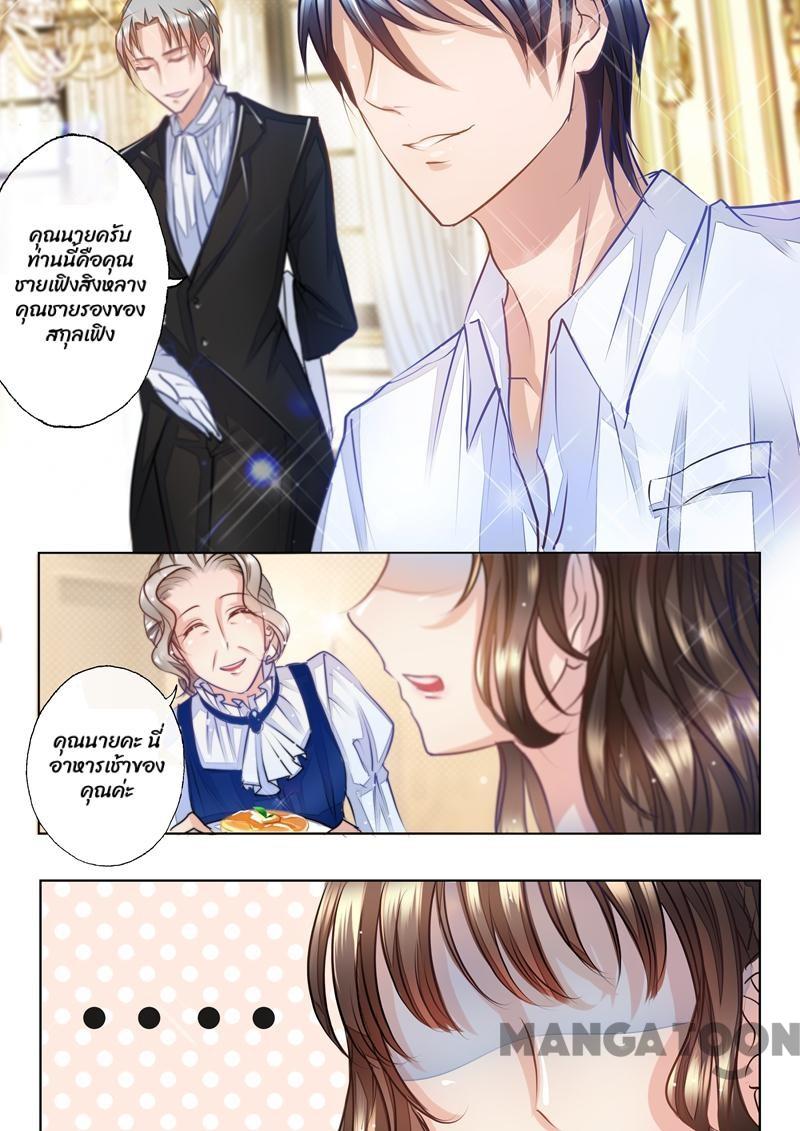 คุณนายครับ
ท่านนี้คือคุณ
ชายเฟิงสิงหลาง
คุณชายรองของ
สกุลเฟิง
คุณนายคะ นี่
อาหารเช้าของ
คุณค่ะ
• • • •
MANGATOON